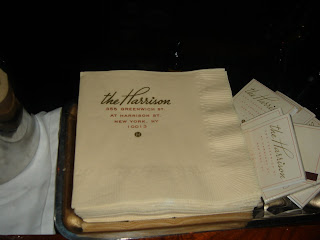 the Harrison
355 GREENWICH ST.
AT HARRISON ST.
NEW YORK, NY
10013
the Harrison